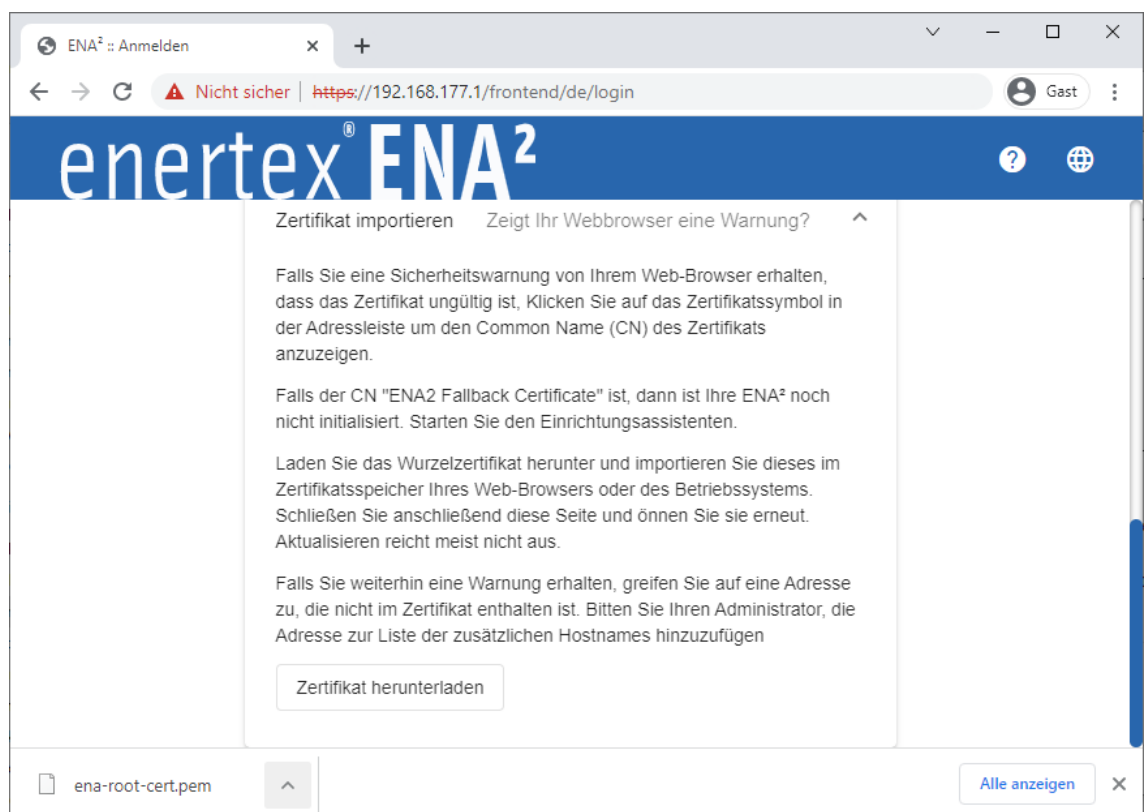 ENA² :: Anmelden
Nicht sicher | https://192.168.177.1/frontend/de/login
Gast
enertex® ENA²
Zertifikat importieren Zeigt Ihr Webbrowser eine Warnung?
Falls Sie eine Sicherheitswarnung von Ihrem Web-Browser erhalten,
dass das Zertifikat ungültig ist, Klicken Sie auf das Zertifikatssymbol in
der Adressleiste um den Common Name (CN) des Zertifikats
anzuzeigen.
Falls der CN "ENA2 Fallback Certificate" ist, dann ist Ihre ENA² noch
nicht initialisiert. Starten Sie den Einrichtungsassistenten.
Laden Sie das Wurzelzertifikat herunter und importieren Sie dieses im
Zertifikatsspeicher Ihres Web-Browsers oder des Betriebssystems.
Schließen Sie anschließend diese Seite und önnen Sie sie erneut.
Aktualisieren reicht meist nicht aus.
Falls Sie weiterhin eine Warnung erhalten, greifen Sie auf eine Adresse
zu, die nicht im Zertifikat enthalten ist. Bitten Sie Ihren Administrator, die
Adresse zur Liste der zusätzlichen Hostnames hinzuzufügen
Zertifikat herunterladen
ena-root-cert.pem
Alle anzeigen